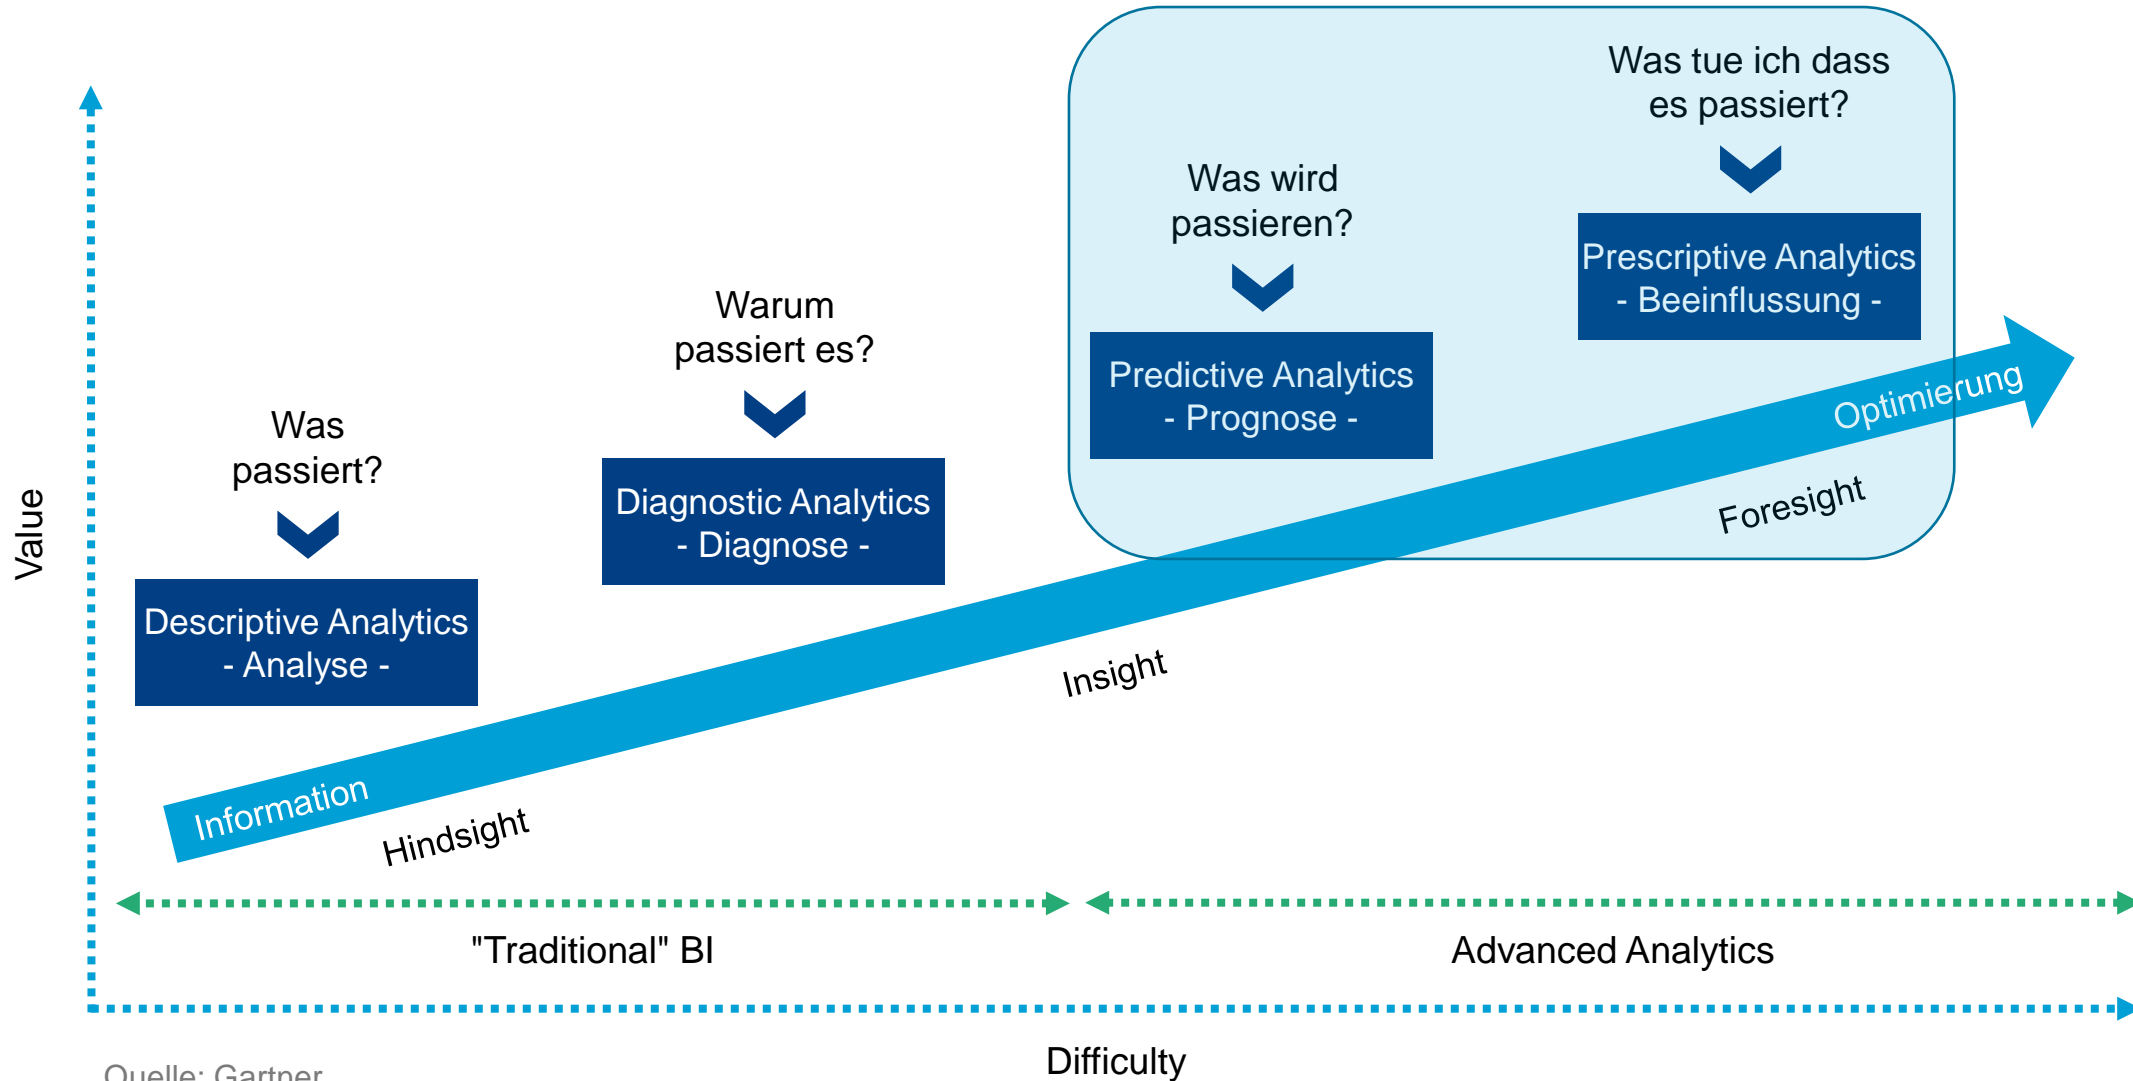 Was tue ich dass
es passiert?
Was wird
passieren?
Prescriptive Analytics
- Beeinflussung -
Warum
passiert es?
Predictive Analytics
- Prognose -
Optimierung
Was
passiert?
Diagnostic Analytics
- Diagnose -
Foresight
Value
Descriptive Analytics
- Analyse -
Insight
Information
Hindsight
"Traditional" BI
Advanced Analytics
Difficulty
Quelle: Gartner